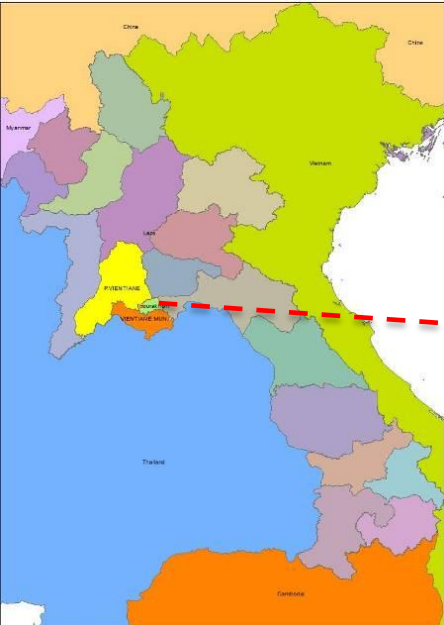 China
China
Myanmar
Vietnam
Laos
P.VIENTIANE
VIENTIANE MUN.
Thailand
Cambodia